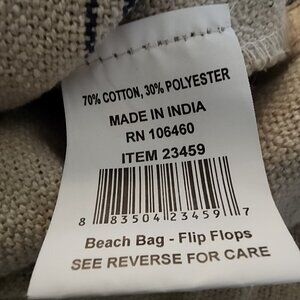 70% COTTON, 30% POLYESTER
MADE IN INDIA
RN 106460
ITEM 23459
8 83504 23459 7
Beach Bag - Flip Flops
SEE REVERSE FOR CARE